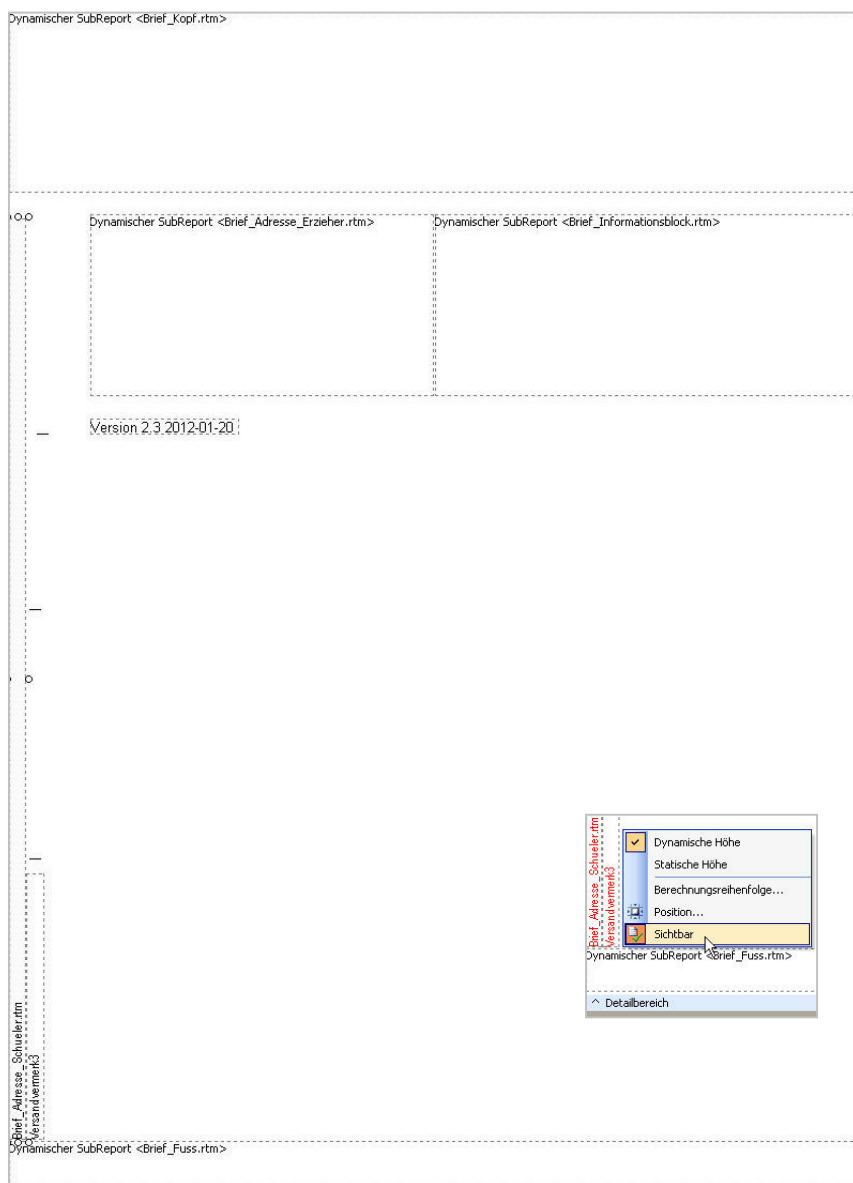 Dynamischer SubReport <Brief_Kopf.rtm>
Dynamischer SubReport <Brief_Adresse_Erzieher.rtm>
Dynamischer SubReport <Brief_Informationsblock.rtm>
Version 2.3 2012-01-20
Brief_Adresse_Schueler.rtm
Versandvermerk3
Dynamische Höhe
Statische Höhe
Berechnungsreihenfolge...
Position...
Sichtbar
Dynamischer SubReport <Brief_Fuss.rtm>
^ Detailbereich
Brief_Adresse_Schueler.rtm
Versandvermerk3
Dynamischer SubReport <Brief_Fuss.rtm>